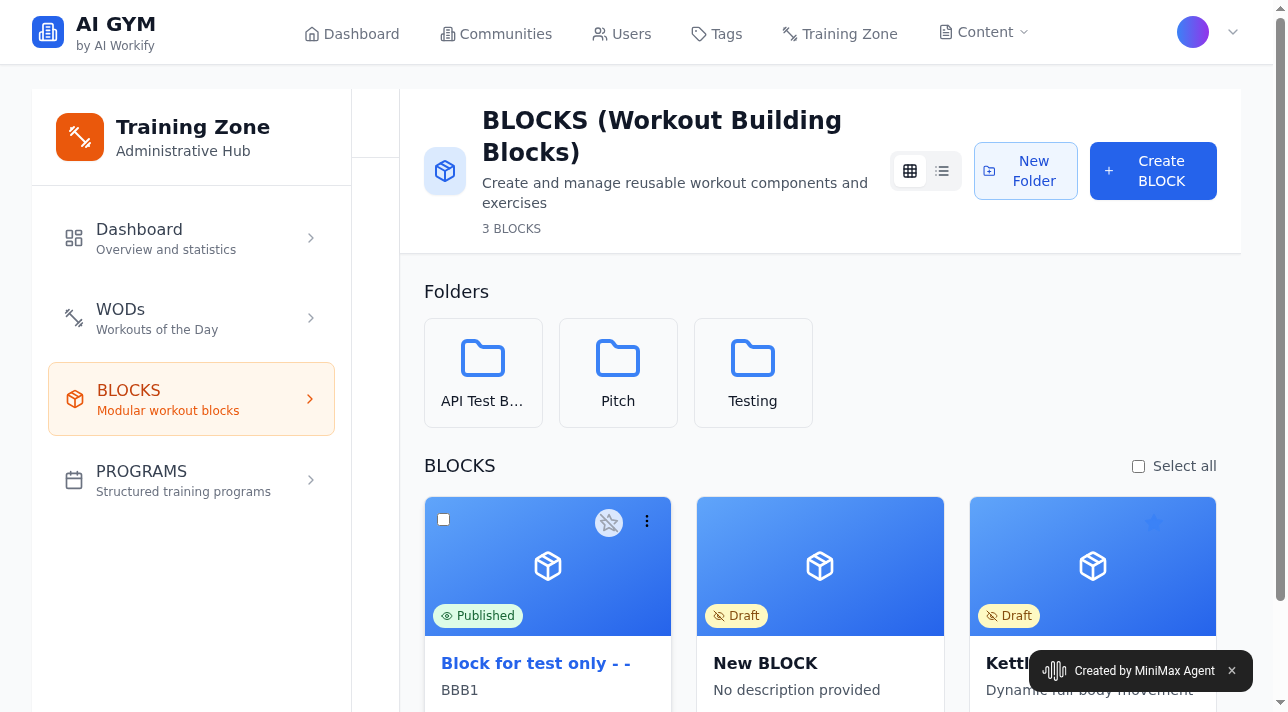 AI GYM
by AI Workify
Dashboard
Communities
Users
Tags
Training Zone
Content
Training Zone
Administrative Hub
Dashboard
Overview and statistics
WODs
Workouts of the Day
BLOCKS
Modular workout blocks
PROGRAMS
Structured training programs
BLOCKS (Workout Building
Blocks)
Create and manage reusable workout components and
exercises
3 BLOCKS
New
Folder
+ Create
BLOCK
Folders
API Test B...
Pitch
Testing
BLOCKS
Select all
Published
Block for test only - -
BBB1
Draft
New BLOCK
No description provided
Draft
Kettl
Dynamic full-body movement
Created by MiniMax Agent ×